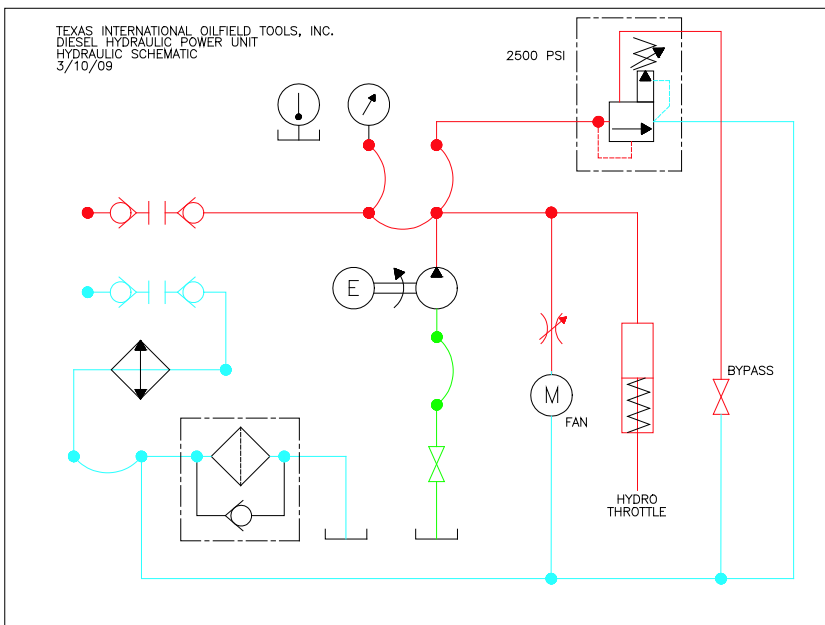 TEXAS INTERNATIONAL OILFIELD TOOLS, INC.
DIESEL HYDRAULIC POWER UNIT
HYDRAULIC SCHEMATIC
3/10/09
2500 PSI
E
M
FAN
BYPASS
HYDRO
THROTTLE